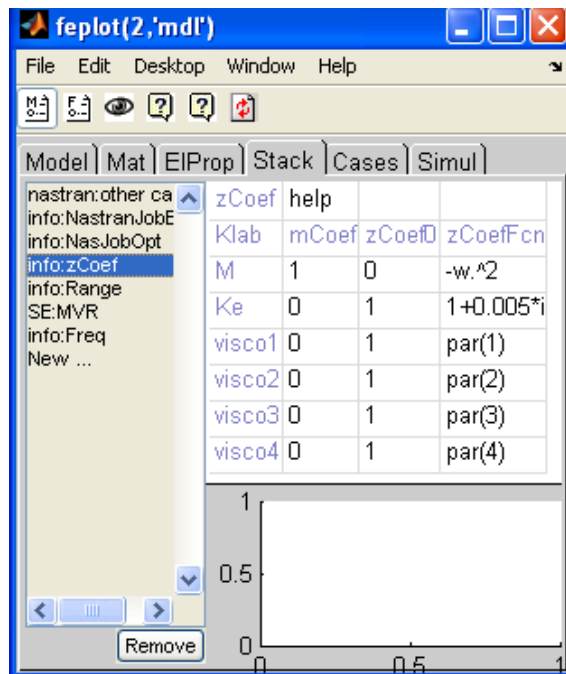 feplot(2,'mdl')
File Edit Desktop Window Help
Model Mat ElProp Stack Cases Simul
nastran:other ca
info:NastranJobE
info:NasJobOpt
info:zCoef
info:Range
SE:MVR
info:Freq
New ...
Remove
zCoef help
Klab mCoef zCoef0 zCoefFcn
M 1 0 -w.^2
Ke 0 1 1+0.005*i
visco1 0 1 par(1)
visco2 0 1 par(2)
visco3 0 1 par(3)
visco4 0 1 par(4)
1
0.5
0
0 0.5 1